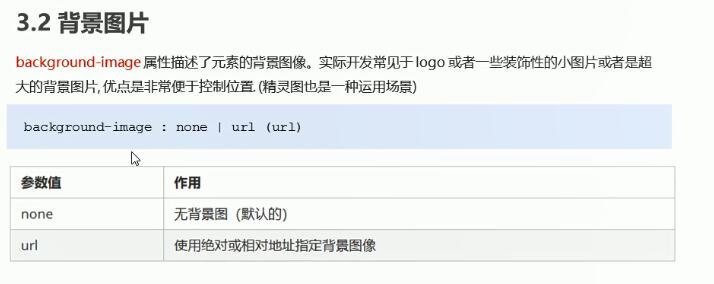 3.2 背景图片
background-image 属性描述了元素的背景图像。实际开发常见于 logo 或者一些装饰性的小图片或者是超
大的背景图片, 优点是非常便于控制位置. (精灵图也是一种运用场景)
background-image : none | url (url)
参数值 作用
none 无背景图（默认的）
url 使用绝对或相对地址指定背景图像